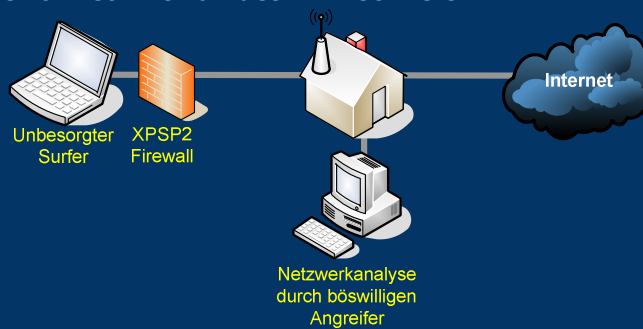 Internet
Unbesorgter
Surfer
XPSP2
Firewall
Netzwerkanalyse
durch böswilligen
Angreifer